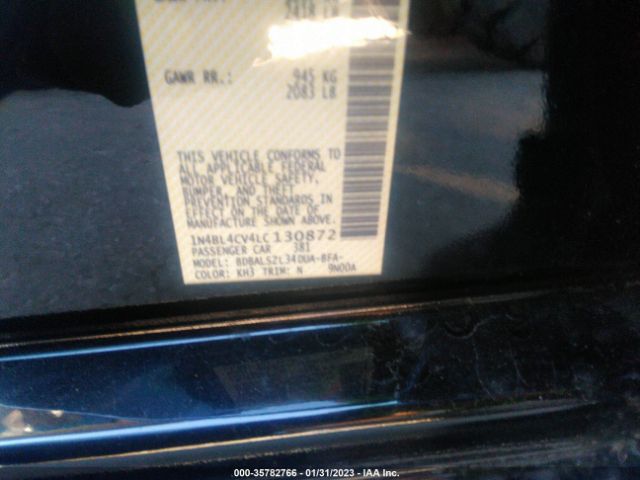 2418 LB
GAWR RR.: 945 KG
2083 LB
THIS VEHICLE CONFORMS TO
ALL APPLICABLE FEDERAL
MOTOR VEHICLE SAFETY,
BUMPER, AND THEFT
PREVENTION STANDARDS IN
EFFECT ON THE DATE OF
MANUFACTURE SHOWN ABOVE.
1N4BL4CV4LC130872
PASSENGER CAR 381
MODEL: BDBALSZL34DUA-BFA-
COLOR: KH3 TRIM: N 9N00A
000-35782766 - 01/31/2023 - IAA Inc.